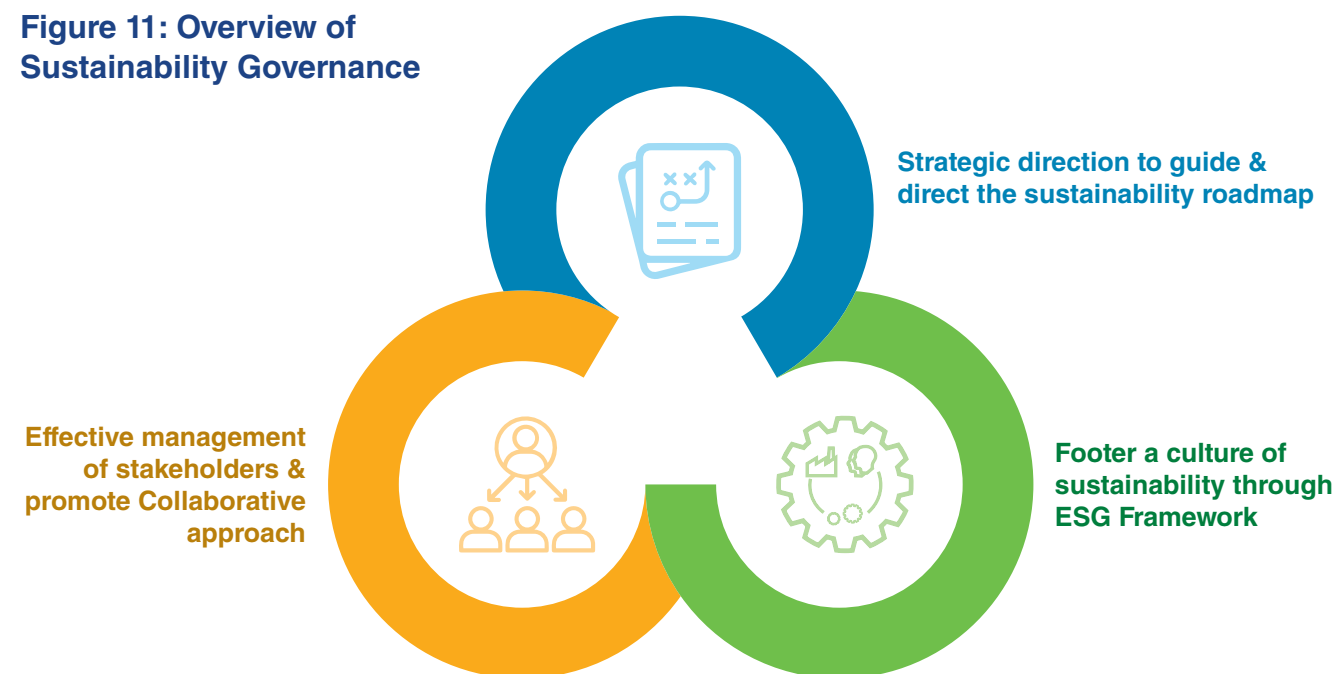 Figure 11: Overview of
Sustainability Governance
Strategic direction to guide &
direct the sustainability roadmap
Effective management
of stakeholders &
promote Collaborative
approach
Footer a culture of
sustainability through
ESG Framework